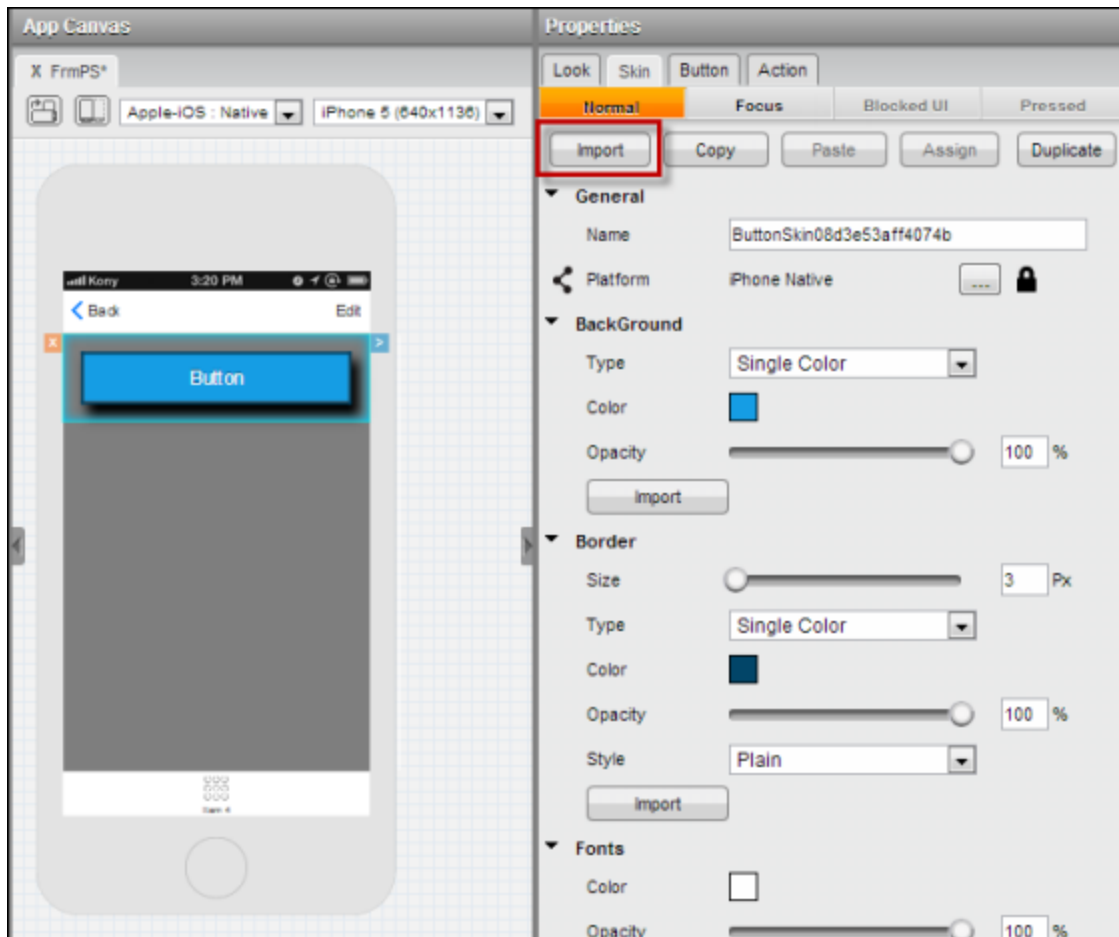 App Canvas
X FrmPS*
Apple-iOS : Native
iPhone 5 (640x1136)
Kony 3:20 PM
Back Edit
X >
Button
Properties
Look Skin Button Action
Normal Focus Blocked UI Pressed
Import Copy Paste Assign Duplicate
General
Name ButtonSkin08d3e53aff4074b
Platform iPhone Native ...
BackGround
Type Single Color
Color
Opacity 100 %
Import
Border
Size 3 Px
Type Single Color
Color
Opacity 100 %
Style Plain
Import
Fonts
Color
Opacity 100 %